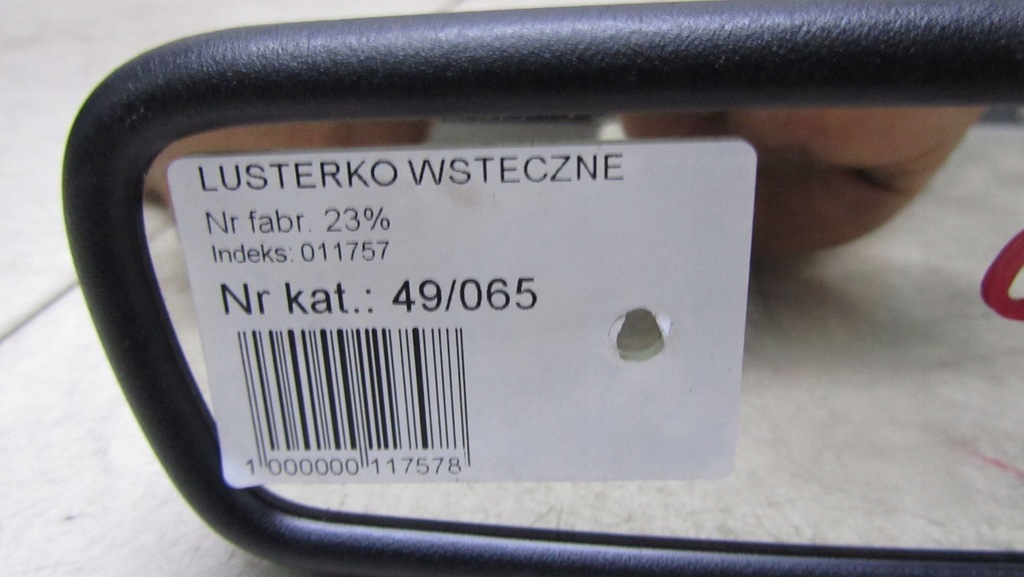 LUSTERKO WSTECZNE
Nr fabr. 23%
Indeks: 011757
Nr kat.: 49/065
1 000000 117578